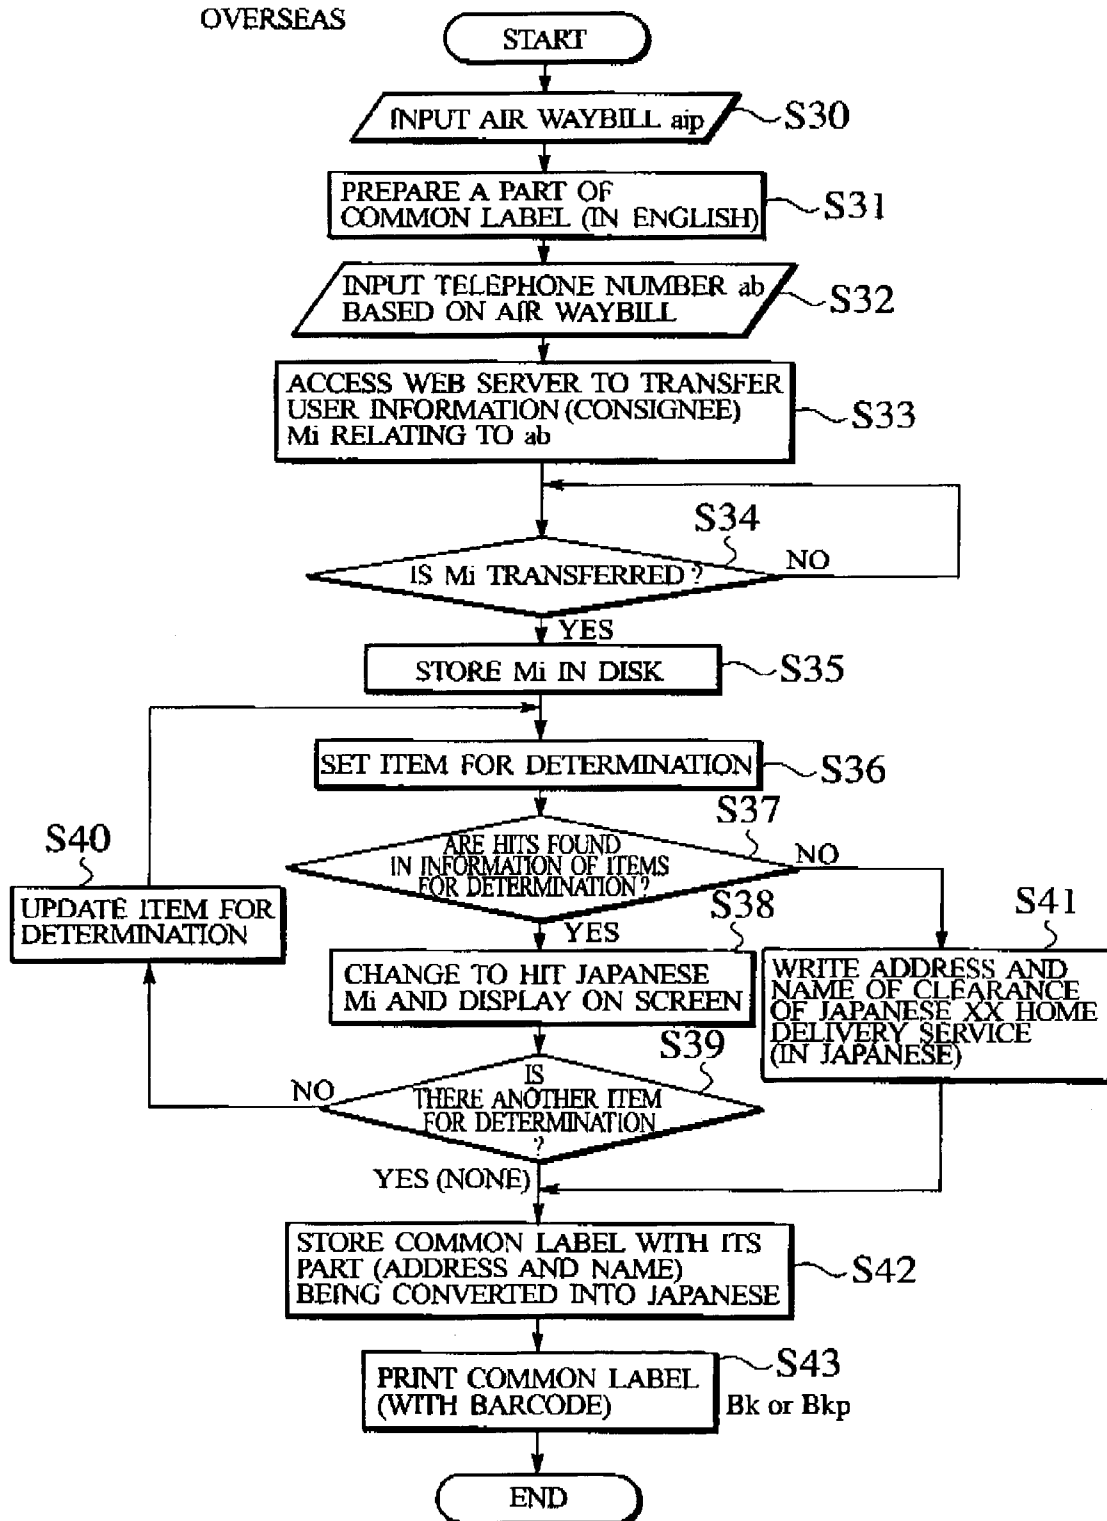 OVERSEAS
START
INPUT AIR WAYBILL aip
S30
PREPARE A PART OF
COMMON LABEL (IN ENGLISH)
S31
INPUT TELEPHONE NUMBER ab
BASED ON AIR WAYBILL
S32
ACCESS WEB SERVER TO TRANSFER
USER INFORMATION (CONSIGNEE)
Mi RELATING TO ab
S33
S34
IS Mi TRANSFERRED ?
NO
YES
STORE Mi IN DISK
S35
SET ITEM FOR DETERMINATION
S36
S37
ARE HITS FOUND
IN INFORMATION OF ITEMS
FOR DETERMINATION ?
NO
YES
S40
UPDATE ITEM FOR
DETERMINATION
S38
CHANGE TO HIT JAPANESE
Mi AND DISPLAY ON SCREEN
S41
WRITE ADDRESS AND
NAME OF CLEARANCE
OF JAPANESE XX HOME
DELIVERY SERVICE
(IN JAPANESE)
S39
IS
THERE ANOTHER ITEM
FOR DETERMINATION
?
NO
YES (NONE)
STORE COMMON LABEL WITH ITS
PART (ADDRESS AND NAME)
BEING CONVERTED INTO JAPANESE
S42
PRINT COMMON LABEL
(WITH BARCODE)
S43
Bk or Bkp
END